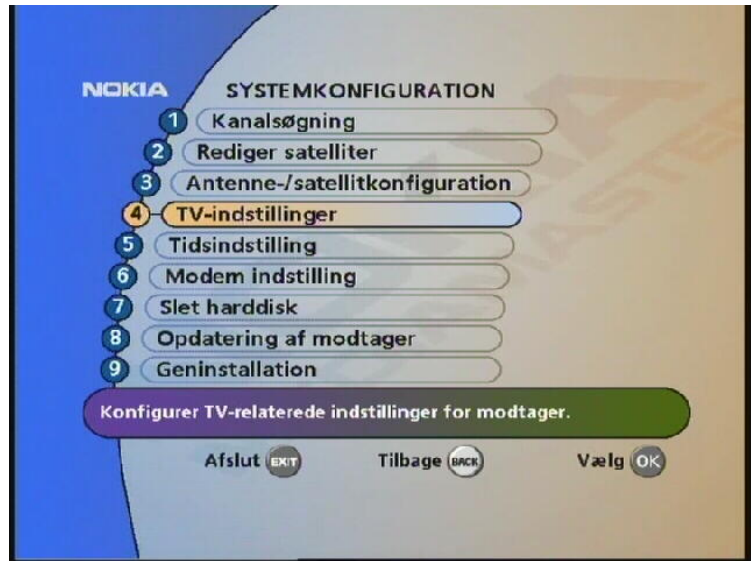 NOKIA SYSTEMKONFIGURATION
1 Kanalsøgning
2 Rediger satelliter
3 Antenne-/satellitkonfiguration
4 TV-indstillinger
5 Tidsindstilling
6 Modem indstilling
7 Slet harddisk
8 Opdatering af modtager
9 Geninstallation
Konfigurer TV-relaterede indstillinger for modtager.
Afslut EXIT Tilbage BACK Vælg OK